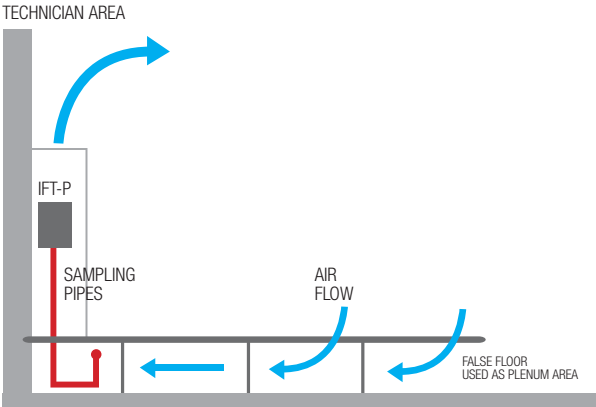 TECHNICIAN AREA
IFT-P
SAMPLING
PIPES
AIR
FLOW
FALSE FLOOR
USED AS PLENUM AREA